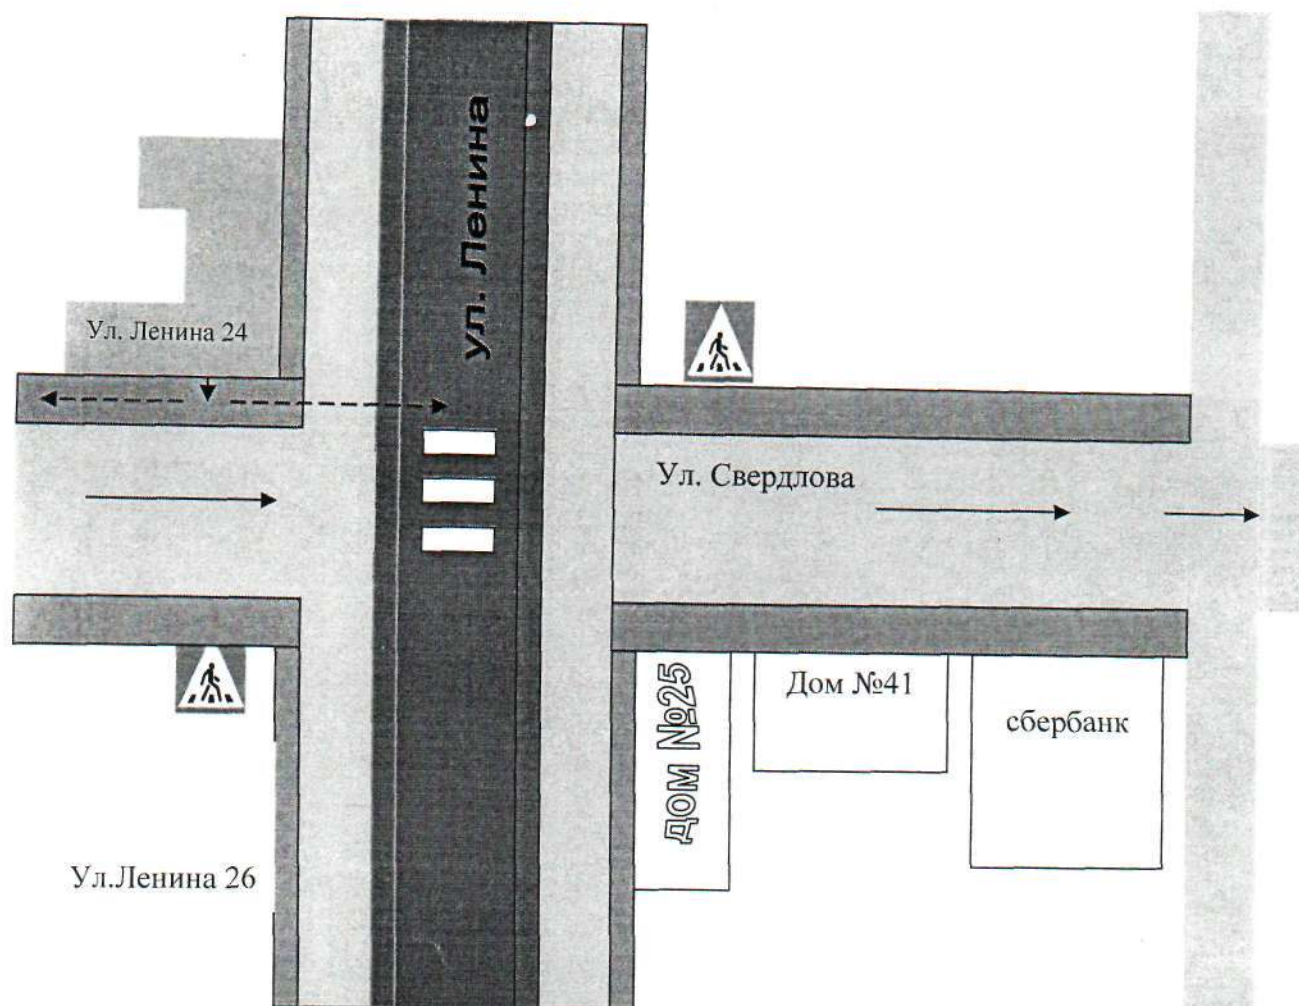 ул. Ленина
Ул. Ленина 24
Ул. Свердлова
Дом №41
дом №25
сбербанк
Ул.Ленина 26